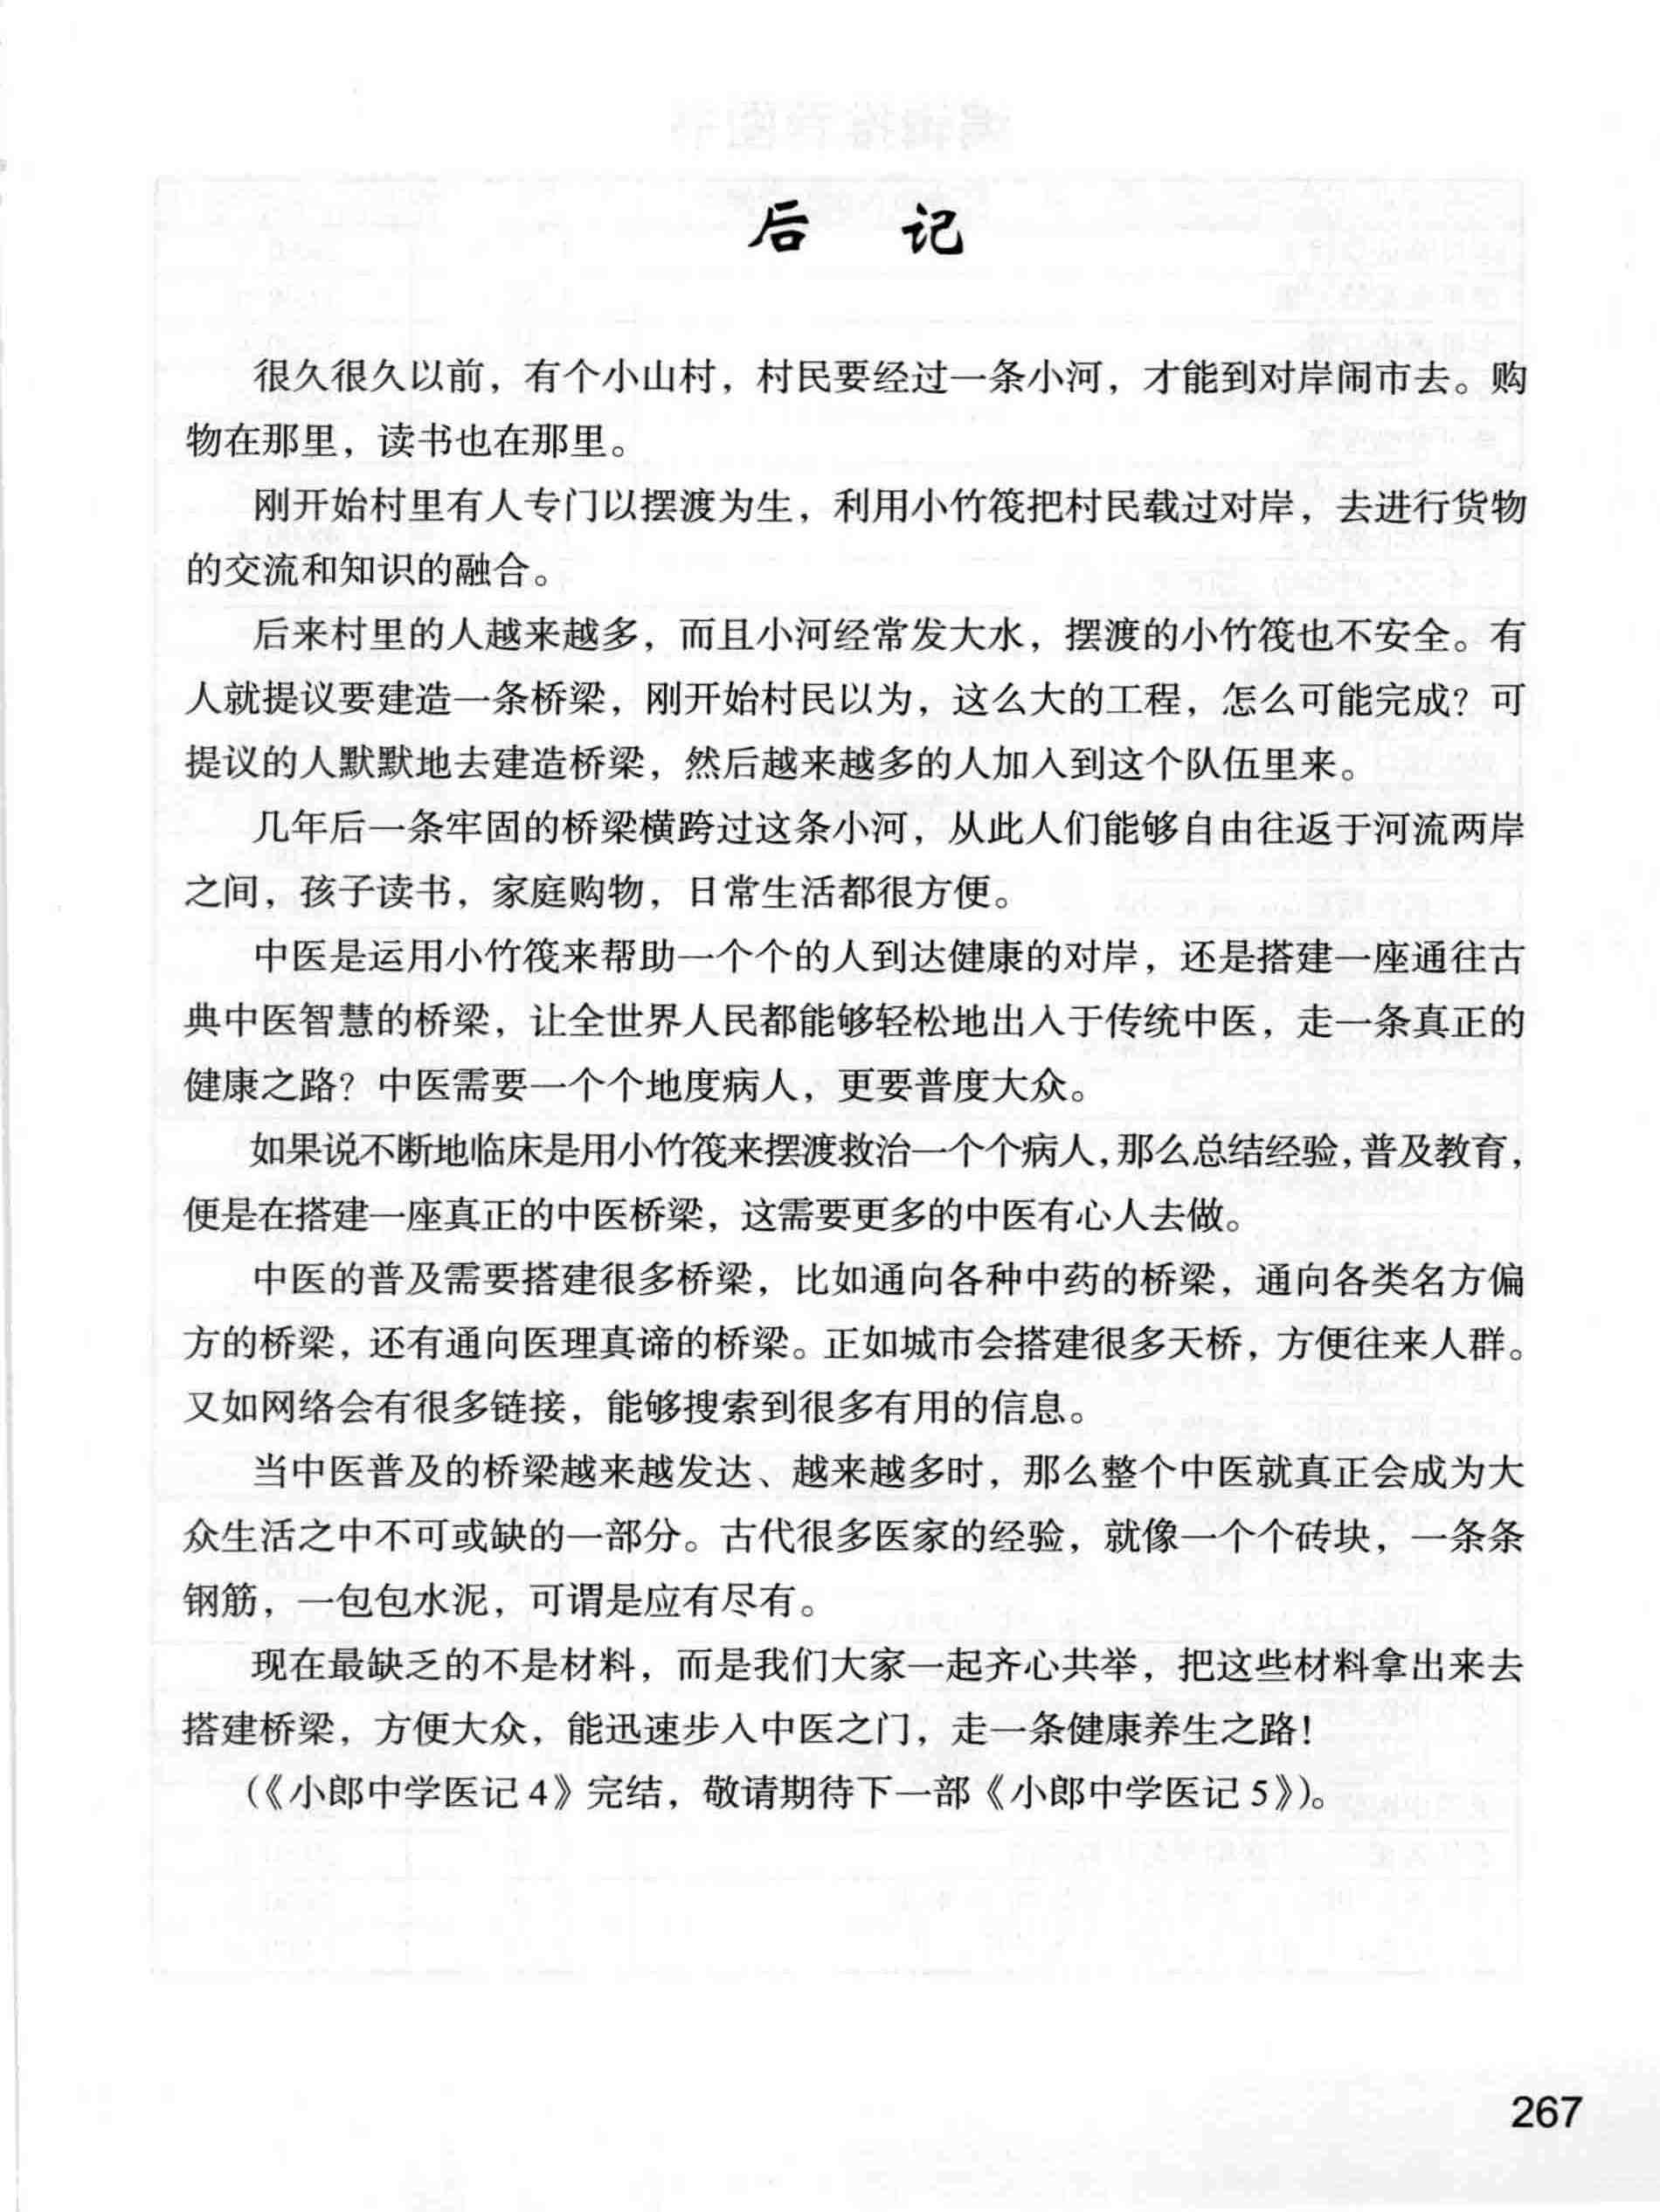 后 记
很久很久以前，有个小山村，村民要经过一条小河，才能到对岸闹市去。购
物在那里，读书也在那里。
刚开始村里有人专门以摆渡为生，利用小竹筏把村民载过对岸，去进行货物
的交流和知识的融合。
后来村里的人越来越多，而且小河经常发大水，摆渡的小竹筏也不安全。有
人就提议要建造一条桥梁，刚开始村民以为，这么大的工程，怎么可能完成？可
提议的人默默地去建造桥梁，然后越来越多的人加入到这个队伍里来。
几年后一条牢固的桥梁横跨过这条小河，从此人们能够自由往返于河流两岸
之间，孩子读书，家庭购物，日常生活都很方便。
中医是运用小竹筏来帮助一个个的人到达健康的对岸，还是搭建一座通往古
典中医智慧的桥梁，让全世界人民都能够轻松地出入于传统中医，走一条真正的
健康之路？中医需要一个个地度病人，更要普度大众。
如果说不断地临床是用小竹筏来摆渡救治一个个病人，那么总结经验，普及教育，
便是在搭建一座真正的中医桥梁，这需要更多的中医有心人去做。
中医的普及需要搭建很多桥梁，比如通向各种中药的桥梁，通向各类名方偏
方的桥梁，还有通向医理真谛的桥梁。正如城市会搭建很多天桥，方便往来人群。
又如网络会有很多链接，能够搜索到很多有用的信息。
当中医普及的桥梁越来越发达、越来越多时，那么整个中医就真正会成为大
众生活之中不可或缺的一部分。古代很多医家的经验，就像一个个砖块，一条条
钢筋，一包包水泥，可谓是应有尽有。
现在最缺乏的不是材料，而是我们大家一起齐心共举，把这些材料拿出来去
搭建桥梁，方便大众，能迅速步入中医之门，走一条健康养生之路！
（《小郎中学医记4》完结，敬请期待下一部《小郎中学医记5》）。
267